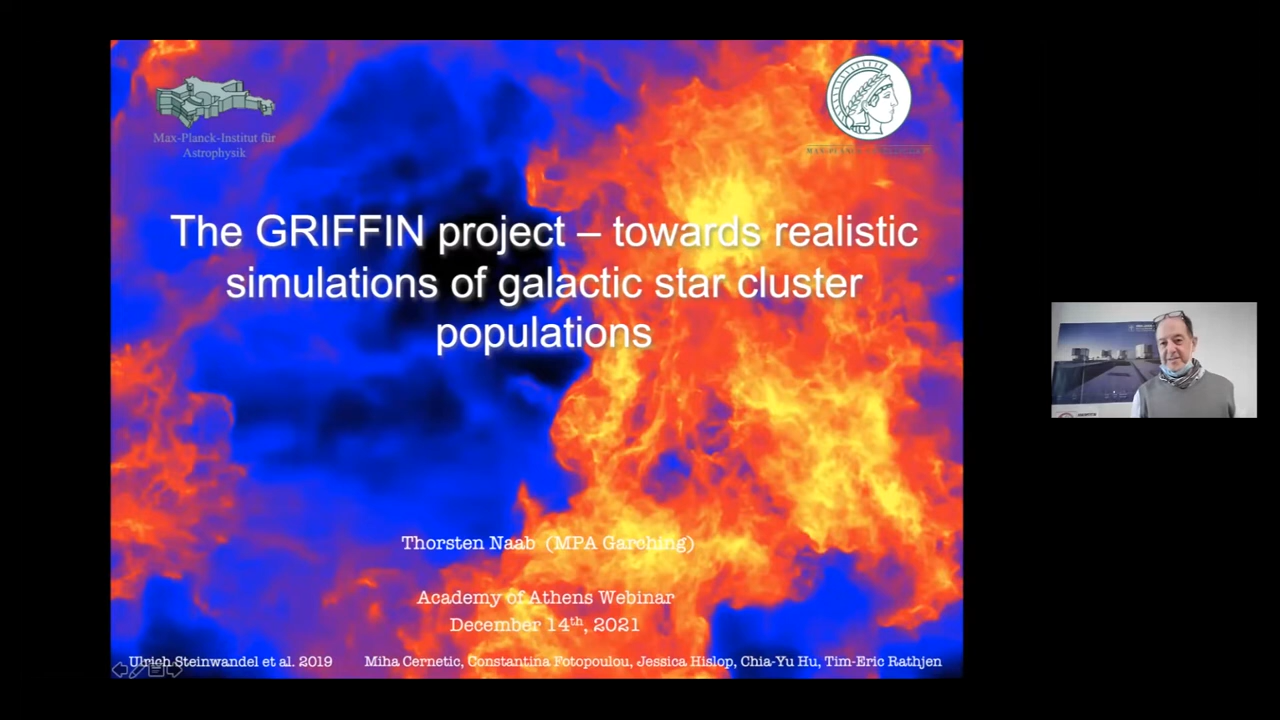 Max-Planck-Institut für
Astrophysik
The GRIFFIN project – towards realistic
simulations of galactic star cluster
populations
Thorsten Naab (MPA Garching)
Academy of Athens Webinar
December 14th, 2021
Ulrich Steinwandel et al. 2019 Miha Cernetic, Constantina Fotopoulou, Jessica Hislop, Chia-Yu Hu, Tim-Eric Rathjen